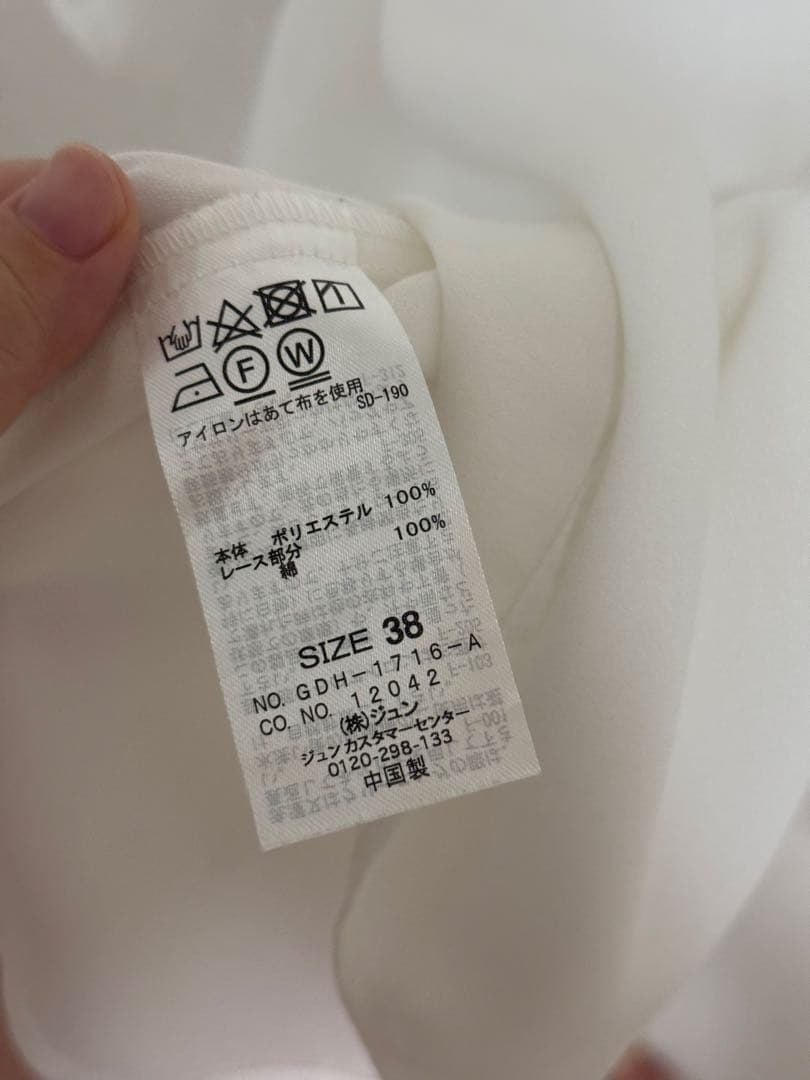 F
W
アイロンはあて布を使用
SD-190
本体 ポリエステル 100%
レース部分
綿 100%
SIZE 38
NO. GDH-1716-A
CO. NO. 12042
(株)ジュン
ジュンカスタマーセンター
0120-298-133
中国製